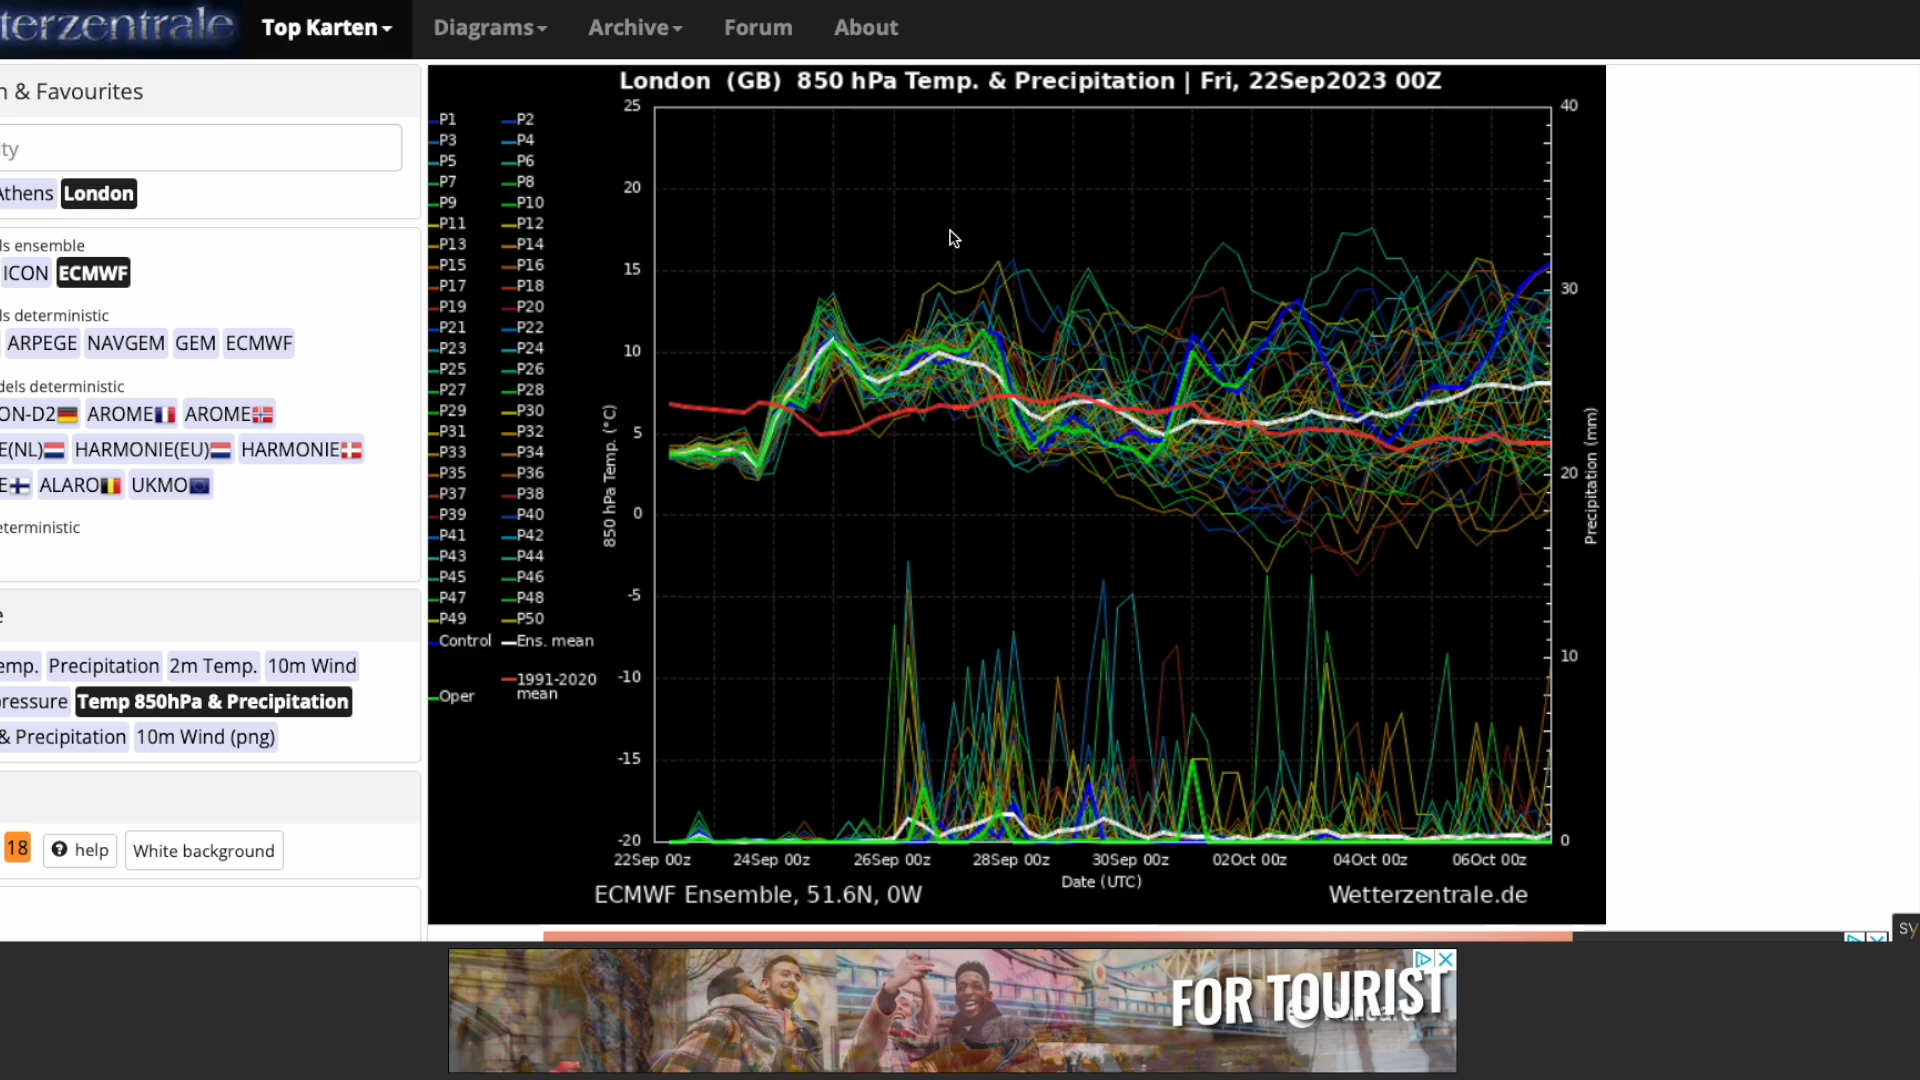 terzentrale
Top Karten
Diagrams
Archive
Forum
About
n & Favourites
ity
Athens London
ls ensemble
ICON ECMWF
ls deterministic
ARPEGE NAVGEM GEM ECMWF
dels deterministic
ON-D2 AROME AROME
E(NL) HARMONIE(EU) HARMONIE
E ALARO UKMO
eterministic
e
emp. Precipitation 2m Temp. 10m Wind
ressure Temp 850hPa & Precipitation
& Precipitation 10m Wind (png)
18 help White background
London (GB) 850 hPa Temp. & Precipitation | Fri, 22Sep2023 00Z
P1 P2
P3 P4
P5 P6
P7 P8
P9 P10
P11 P12
P13 P14
P15 P16
P17 P18
P19 P20
P21 P22
P23 P24
P25 P26
P27 P28
P29 P30
P31 P32
P33 P34
P35 P36
P37 P38
P39 P40
P41 P42
P43 P44
P45 P46
P47 P48
P49 P50
Control Ens. mean
1991-2020
mean
Oper
850 hPa Temp. (°C)
25
20
15
10
5
0
-5
-10
-15
-20
40
30
20
10
0
Precipitation (mm)
22Sep 00z 24Sep 00z 26Sep 00z 28Sep 00z 30Sep 00z 02Oct 00z 04Oct 00z 06Oct 00z
Date (UTC)
ECMWF Ensemble, 51.6N, 0W
Wetterzentrale.de
sy
FOR TOURIST